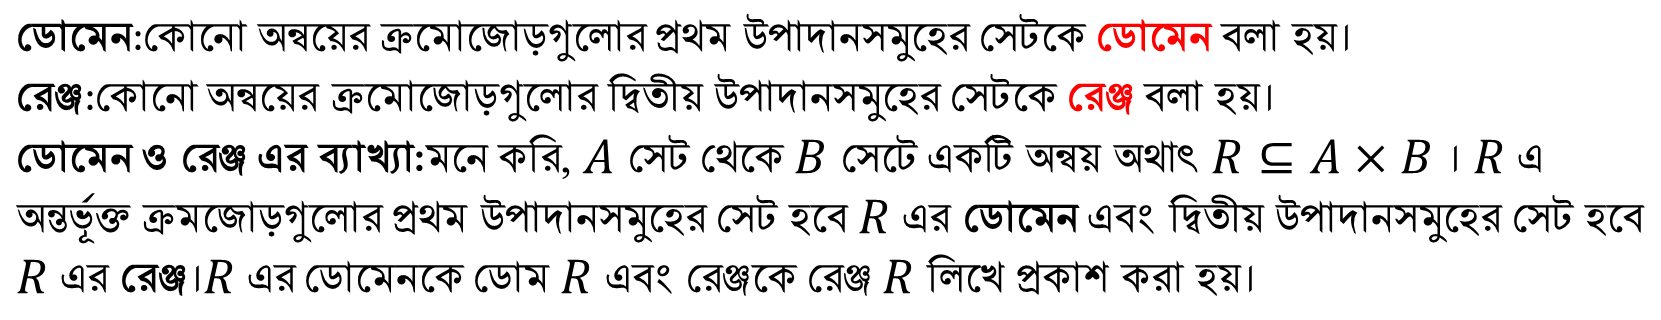 ডোমেন:কোনো অন্বয়ের ক্রমোজোড়গুলোর প্রথম উপাদানসমুহের সেটকে ডোমেন বলা হয়।
রেঞ্জ:কোনো অন্বয়ের ক্রমোজোড়গুলোর দ্বিতীয় উপাদানসমুহের সেটকে রেঞ্জ বলা হয়।
ডোমেন ও রেঞ্জ এর ব্যাখ্যা:মনে করি, A সেট থেকে B সেটে একটি অন্বয় অথাৎ R ⊆ A × B । R এ
অন্তর্ভূক্ত ক্রমজোড়গুলোর প্রথম উপাদানসমুহের সেট হবে R এর ডোমেন এবং দ্বিতীয় উপাদানসমুহের সেট হবে
R এর রেঞ্জ।R এর ডোমেনকে ডোম R এবং রেঞ্জকে রেঞ্জ R লিখে প্রকাশ করা হয়।